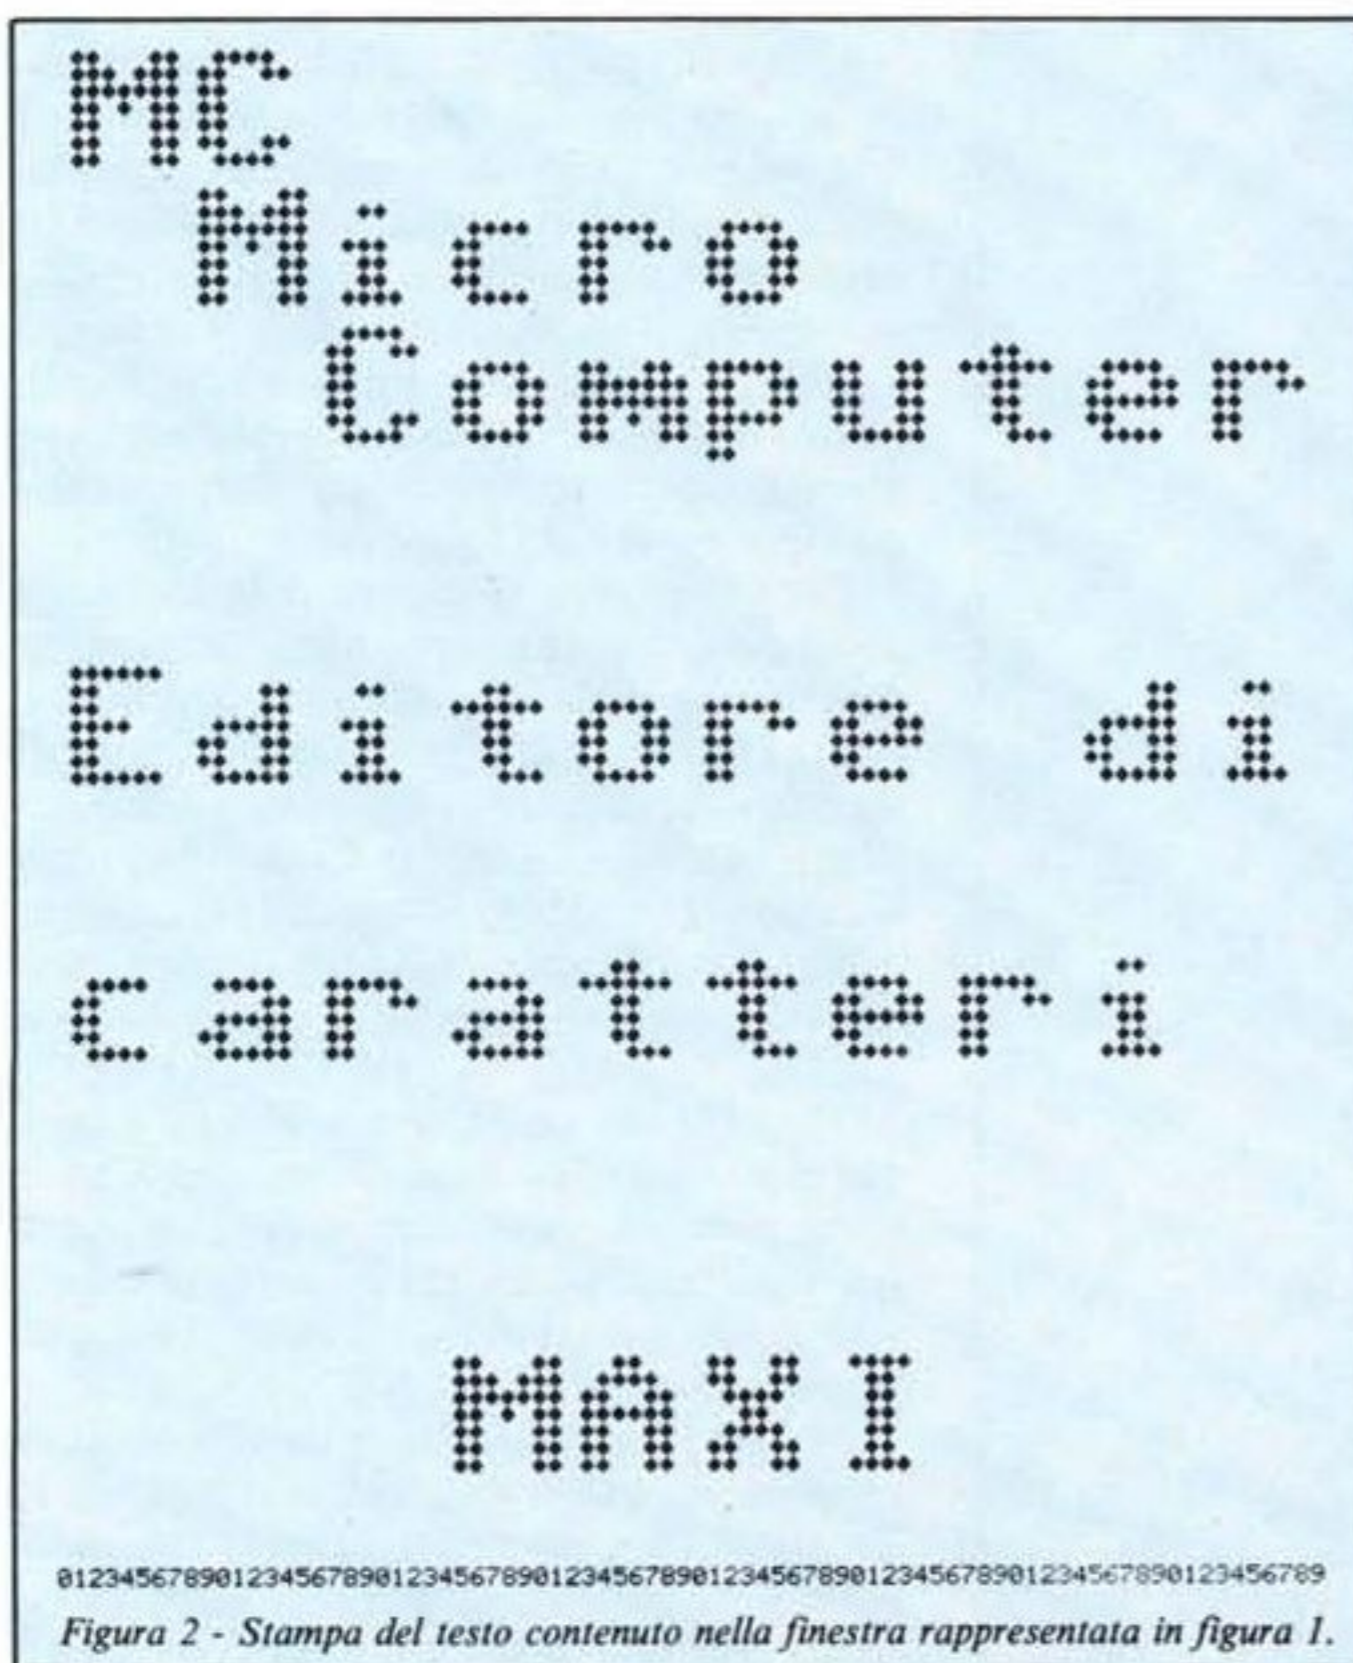 MC
Micro
Computer
Editore di
caratteri
MAXI
01234567890123456789012345678901234567890123456789012345678901234567890123456789
Figura 2 - Stampa del testo contenuto nella finestra rappresentata in figura 1.